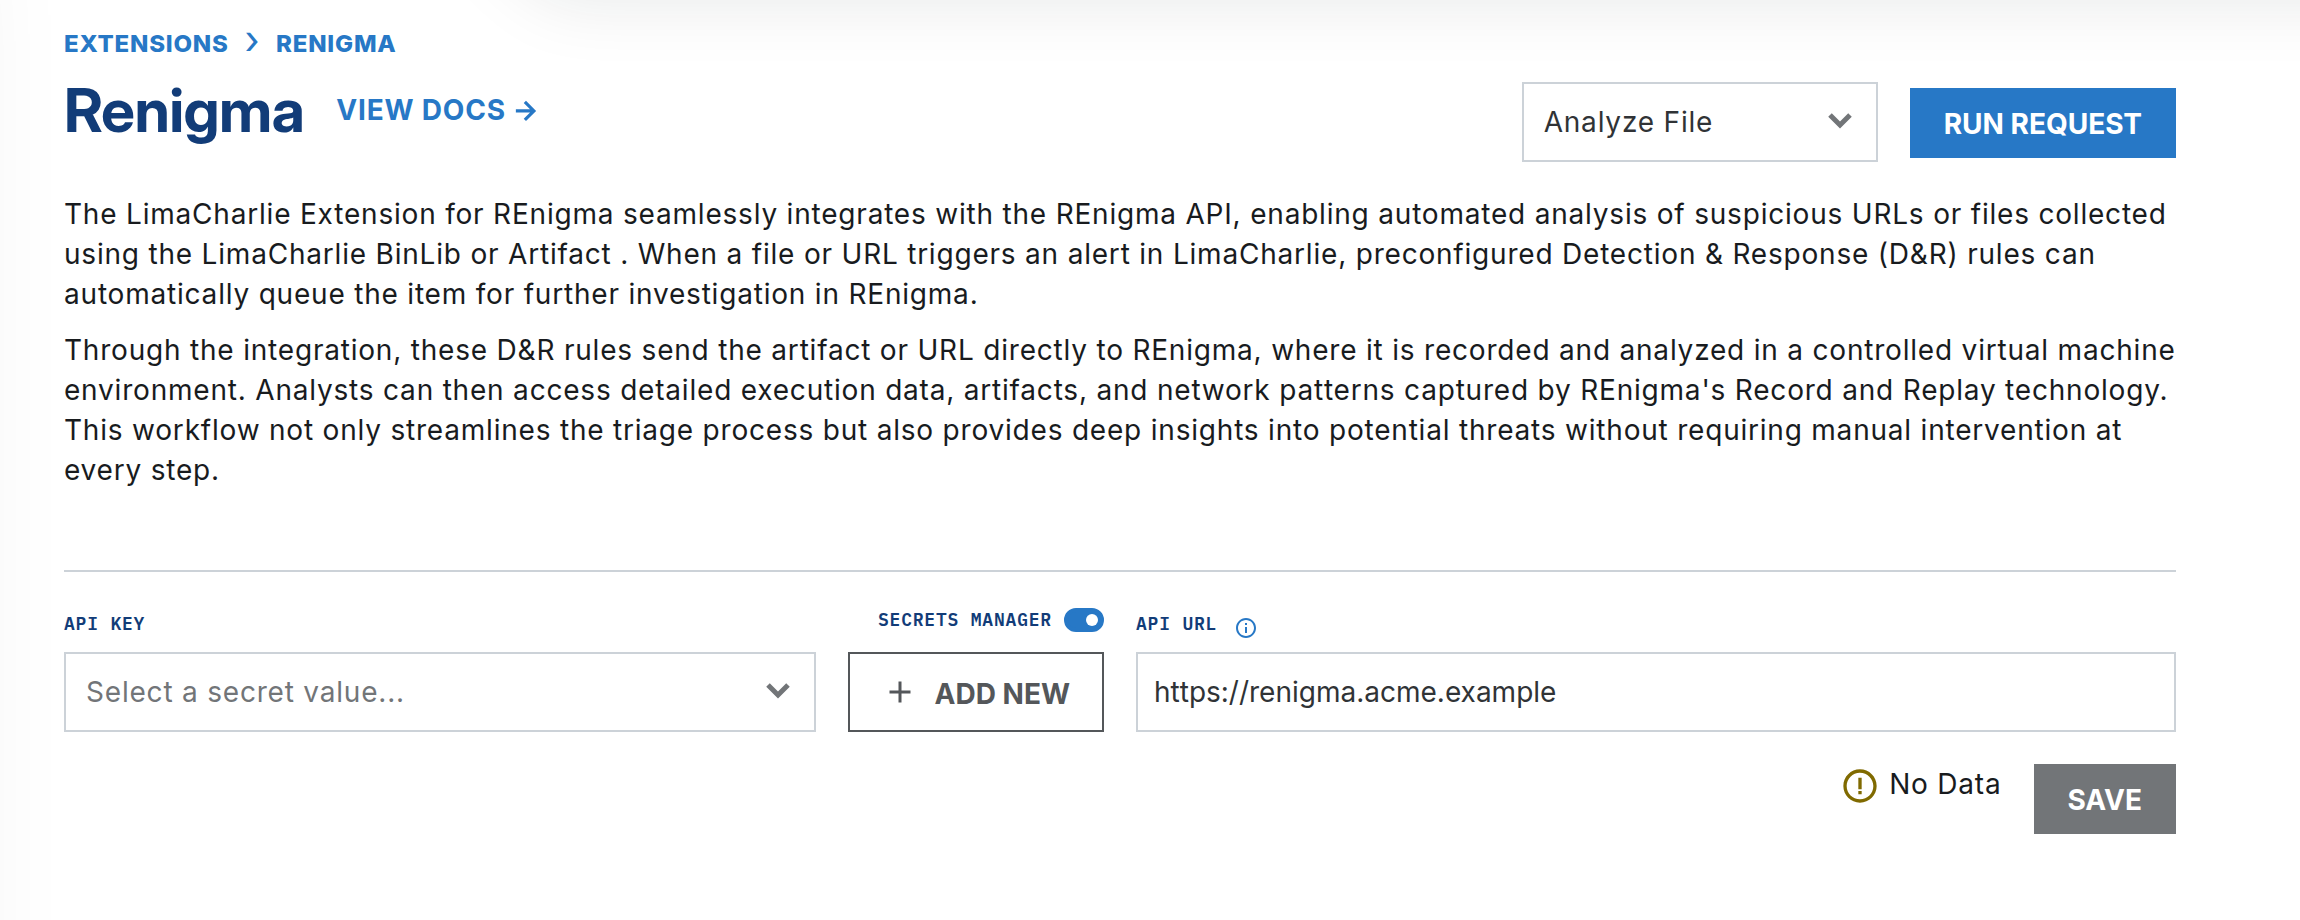 EXTENSIONS > RENIGMA
Renigma VIEW DOCS →
Analyze File
RUN REQUEST
The LimaCharlie Extension for REnigma seamlessly integrates with the REnigma API, enabling automated analysis of suspicious URLs or files collected
using the LimaCharlie BinLib or Artifact . When a file or URL triggers an alert in LimaCharlie, preconfigured Detection & Response (D&R) rules can
automatically queue the item for further investigation in REnigma.
Through the integration, these D&R rules send the artifact or URL directly to REnigma, where it is recorded and analyzed in a controlled virtual machine
environment. Analysts can then access detailed execution data, artifacts, and network patterns captured by REnigma's Record and Replay technology.
This workflow not only streamlines the triage process but also provides deep insights into potential threats without requiring manual intervention at
every step.
API KEY
SECRETS MANAGER
API URL
Select a secret value...
+ ADD NEW
https://renigma.acme.example
No Data
SAVE